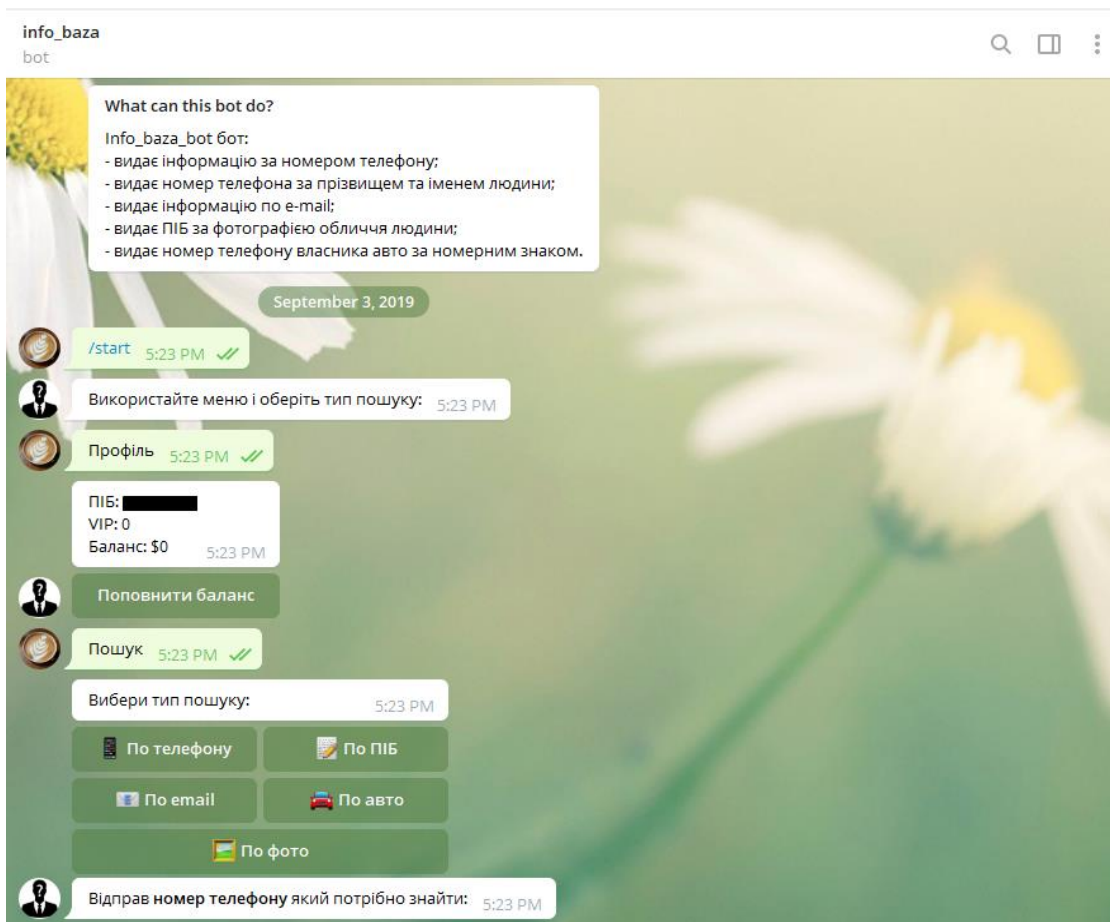 info_baza
bot
What can this bot do?
Info_baza_bot бот:
- видає інформацію за номером телефону;
- видає номер телефона за прізвищем та іменем людини;
- видає інформацію по e-mail;
- видає ПІБ за фотографією обличчя людини;
- видає номер телефону власника авто за номерним знаком.
September 3, 2019
/start 5:23 PM
Використайте меню і оберіть тип пошуку: 5:23 PM
Профіль 5:23 PM
ПІБ:
VIP: 0
Баланс: $0 5:23 PM
Поповнити баланс
Пошук 5:23 PM
Вибери тип пошуку: 5:23 PM
По телефону По ПІБ
По email По авто
По фото
Відправ номер телефону який потрібно знайти: 5:23 PM